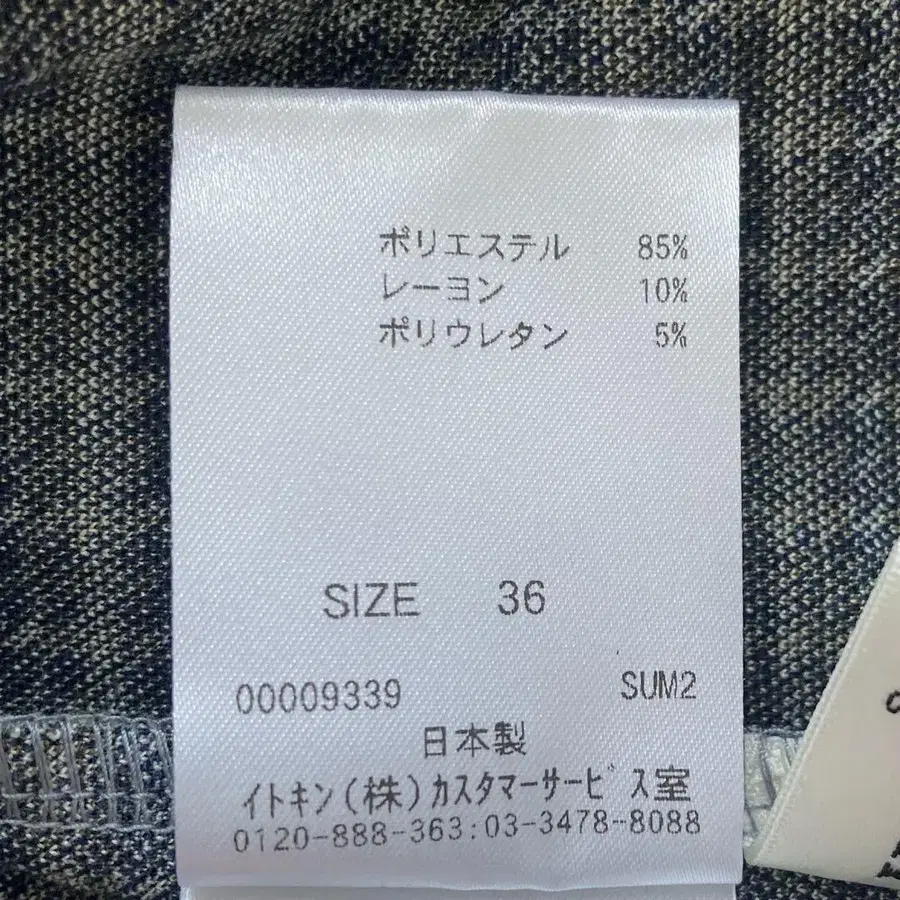 ポリエステル 85%
レーヨン 10%
ポリウレタン 5%
SIZE 36
00009339 SUM2
日本製
イトキン(株)カスタマーサービス室
0120-888-363:03-3478-8088